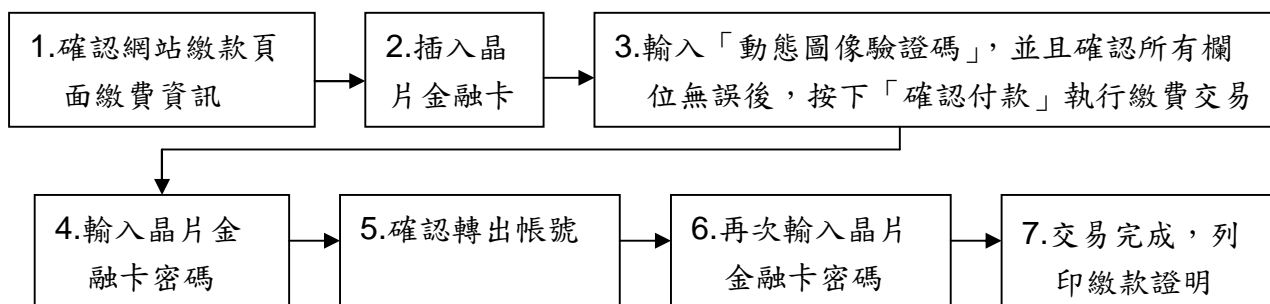 1.確認網站繳款頁
面繳費資訊
2.插入晶
片金融卡
3.輸入「動態圖像驗證碼」,並且確認所有欄
位無誤後,按下「確認付款」執行繳費交易
4.輸入晶片金
融卡密碼
5.確認轉出帳號
6.再次輸入晶片
金融卡密碼
7.交易完成,列
印繳款證明